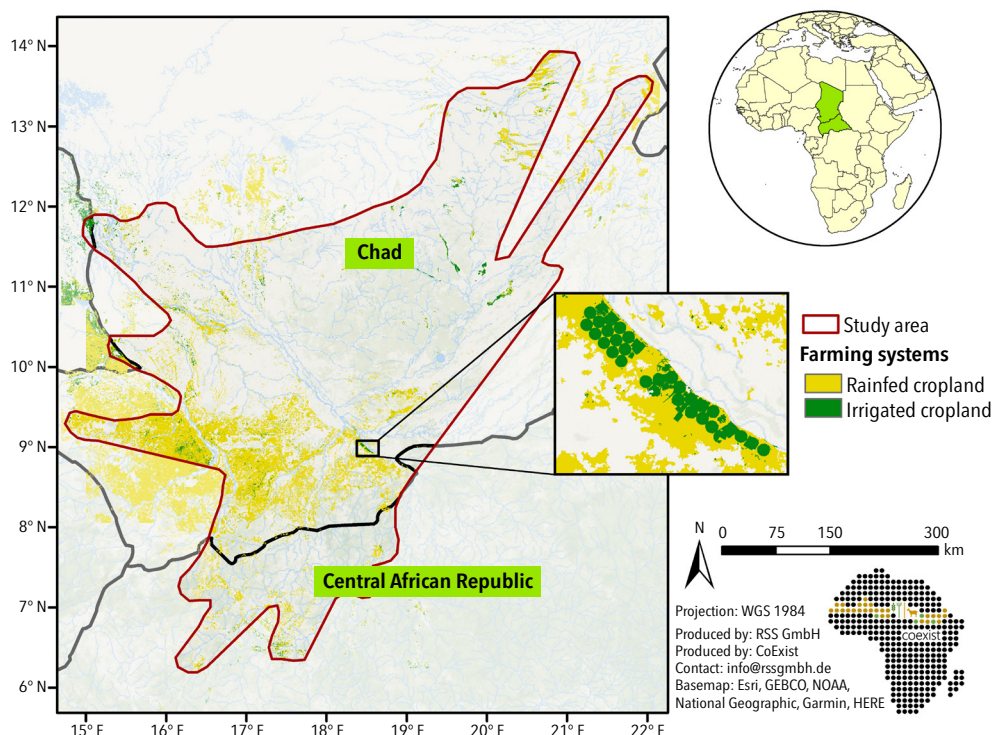 14° N
13° N
12° N
11° N
10° N
9° N
8° N
7° N
6° N
15° E
16° E
17° E
18° E
19° E
20° E
21° E
22° E
Chad
Central African Republic
Study area
Farming systems
Rainfed cropland
Irrigated cropland
N
0 75 150 300
km
Projection: WGS 1984
Produced by: RSS GmbH
Produced by: CoExist
Contact: info@rssgmbh.de
Basemap: Esri, GEBCO, NOAA,
National Geographic, Garmin, HERE
coexist